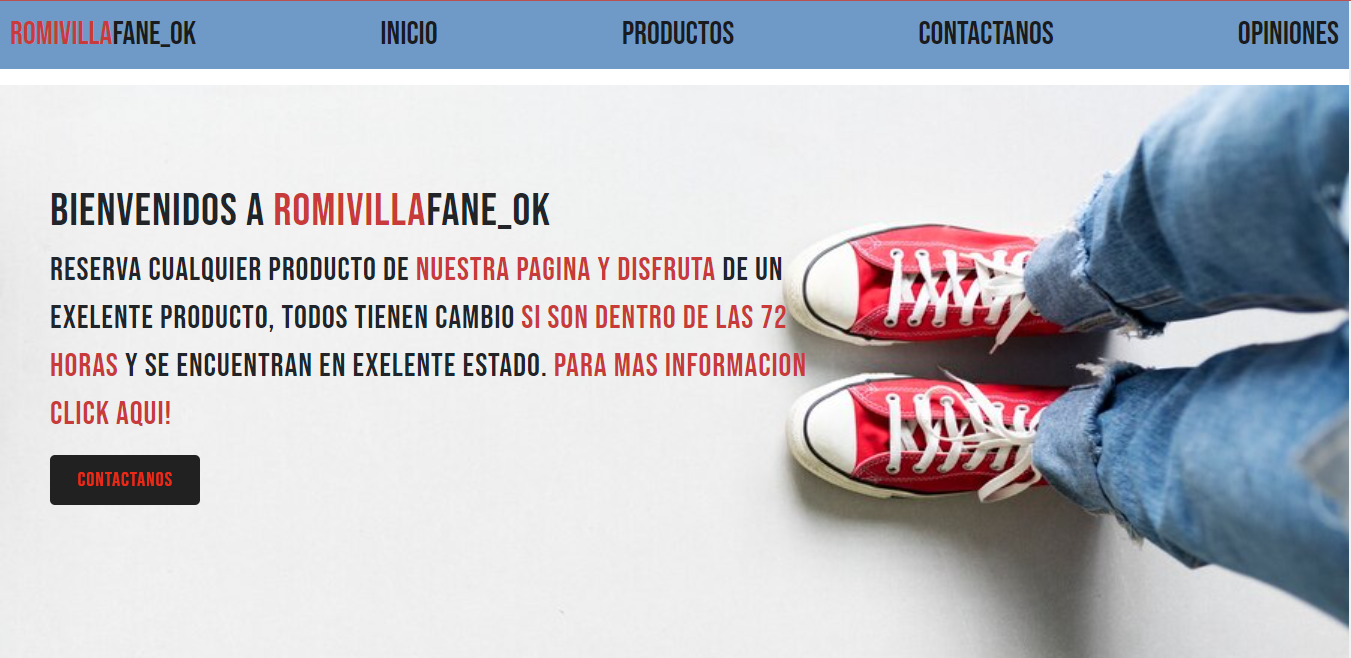 ROMIVILLAFANE_OK INICIO PRODUCTOS CONTACTANOS OPINIONES
BIENVENIDOS A ROMIVILLAFANE_OK
RESERVA CUALQUIER PRODUCTO DE NUESTRA PAGINA Y DISFRUTA DE UN
EXELENTE PRODUCTO, TODOS TIENEN CAMBIO SI SON DENTRO DE LAS 72
HORAS Y SE ENCUENTRAN EN EXELENTE ESTADO. PARA MAS INFORMACION
CLICK AQUI!
CONTACTANOS